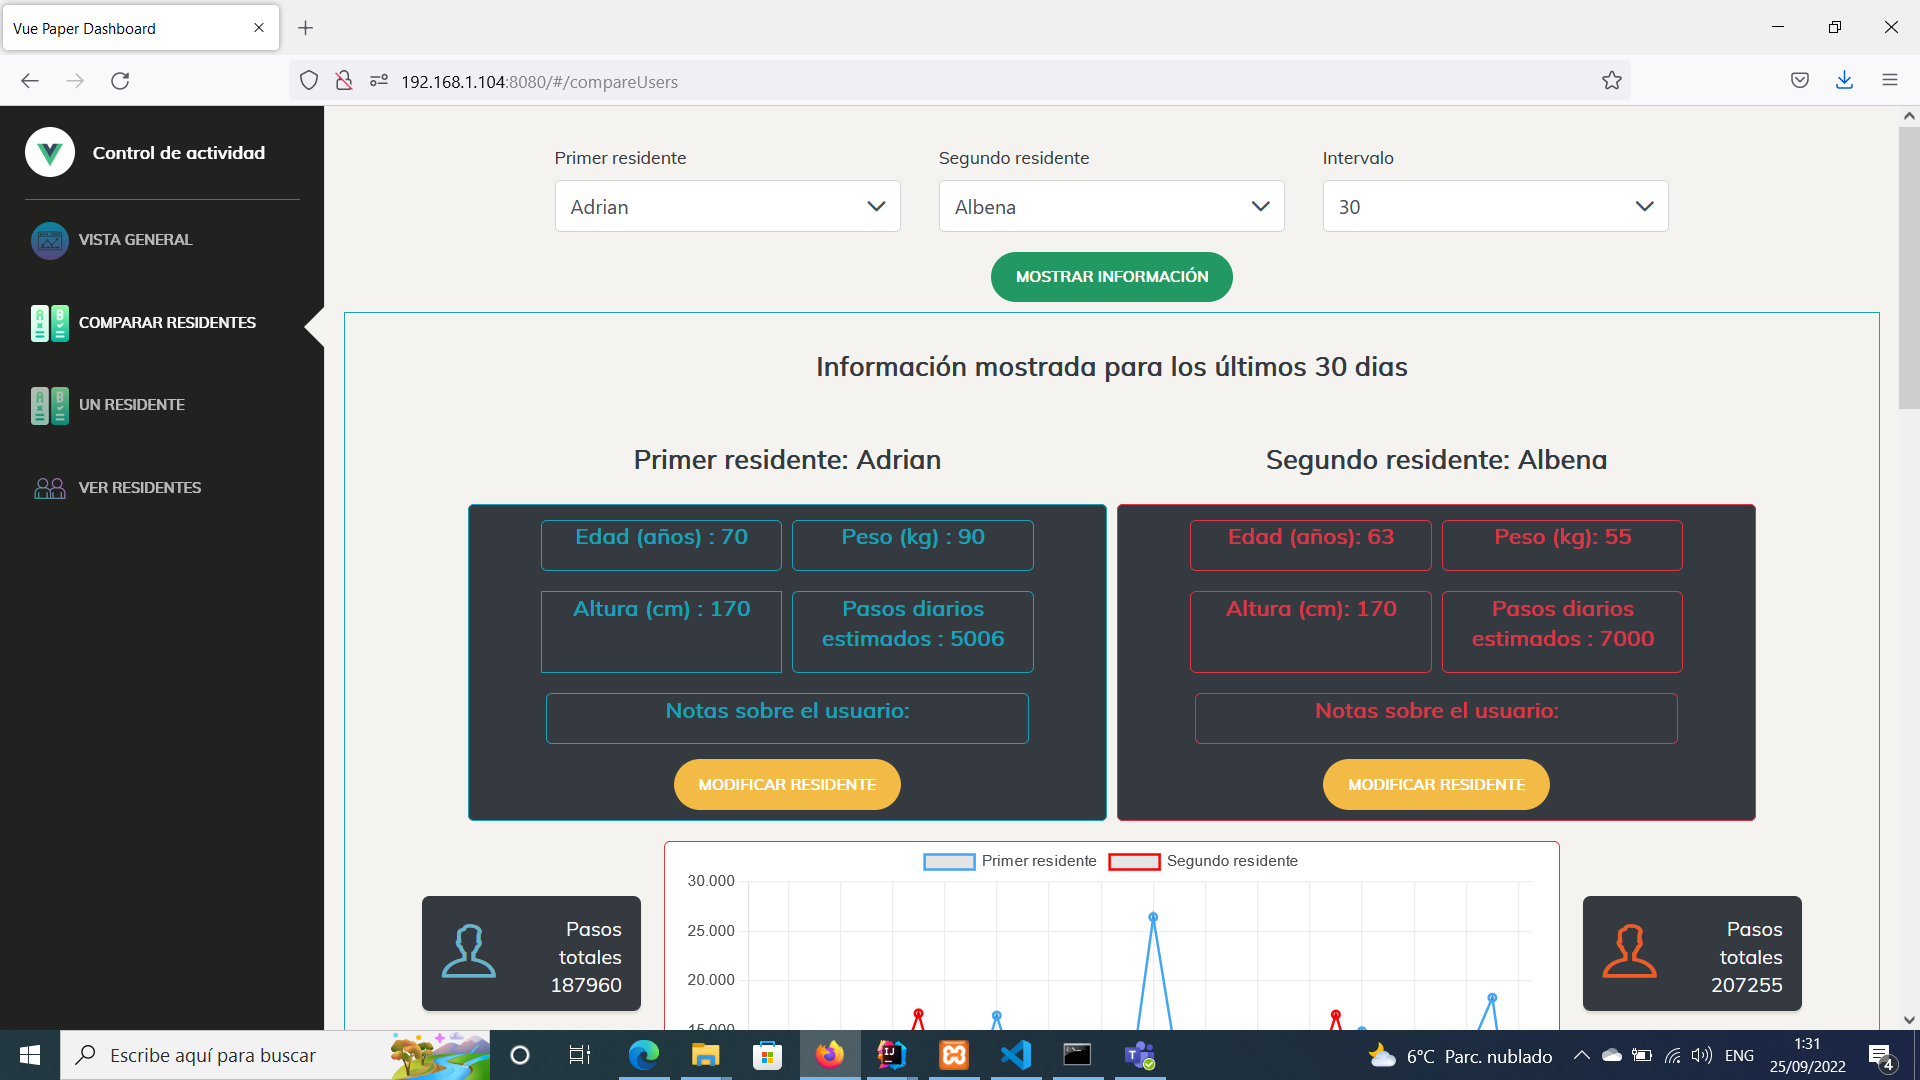 Vue Paper Dashboard
192.168.1.104:8080/#/compareUsers
Control de actividad
VISTA GENERAL
COMPARAR RESIDENTES
UN RESIDENTE
VER RESIDENTES
Primer residente
Segundo residente
Intervalo
Adrian
Albena
30
MOSTRAR INFORMACIÓN
Información mostrada para los últimos 30 dias
Primer residente: Adrian
Segundo residente: Albena
Edad (años) : 70
Peso (kg) : 90
Altura (cm) : 170
Pasos diarios
estimados : 5006
Notas sobre el usuario:
MODIFICAR RESIDENTE
Edad (años): 63
Peso (kg): 55
Altura (cm): 170
Pasos diarios
estimados : 7000
Notas sobre el usuario:
MODIFICAR RESIDENTE
Pasos
totales
187960
Primer residente
Segundo residente
30.000
25.000
20.000
15.000
Pasos
totales
207255
Escribe aquí para buscar
6°C Parc. nublado
ENG
1:31
25/09/2022
4